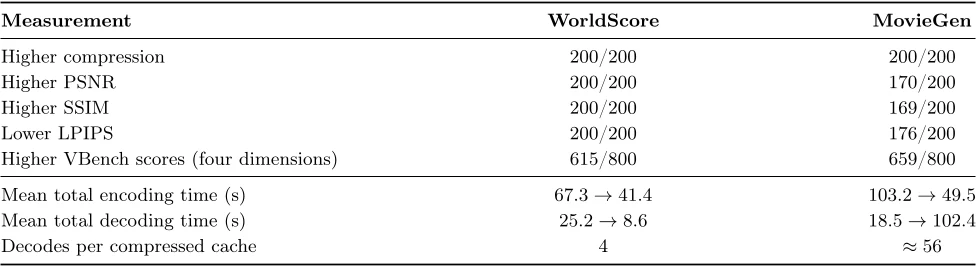 Measurement WorldScore MovieGen
Higher compression 200/200 200/200
Higher PSNR 200/200 170/200
Higher SSIM 200/200 169/200
Lower LPIPS 200/200 176/200
Higher VBench scores (four dimensions) 615/800 659/800
Mean total encoding time (s) 67.3 → 41.4 103.2 → 49.5
Mean total decoding time (s) 25.2 → 8.6 18.5 → 102.4
Decodes per compressed cache 4 ≈ 56